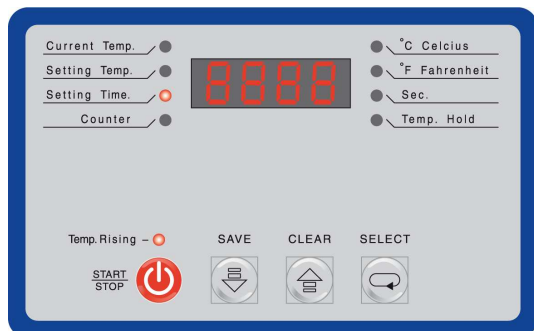 Current Temp.
Setting Temp.
Setting Time.
Counter
8888
°C Celcius
°F Fahrenheit
Sec.
Temp. Hold
Temp. Rising –
SAVE
CLEAR
SELECT
START
STOP